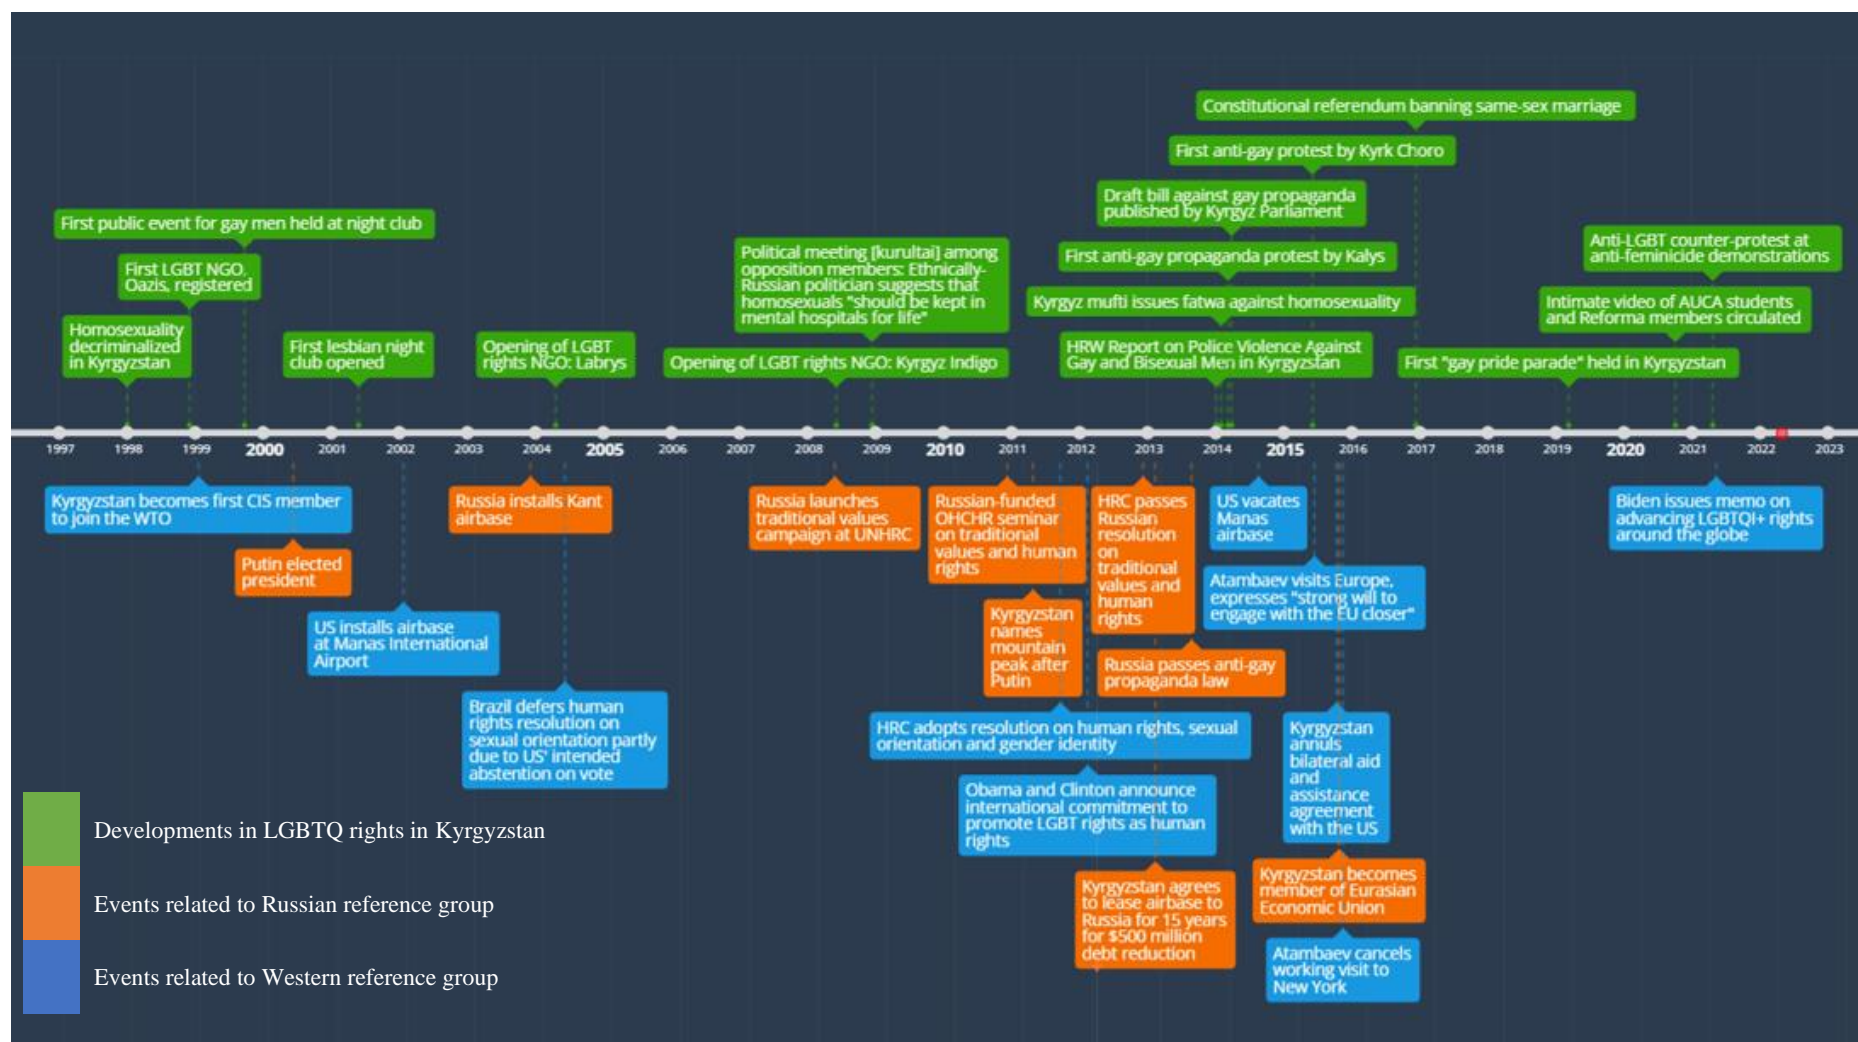 Constitutional referendum banning same-sex marriage
First anti-gay protest by Kyrk Choro
Draft bill against gay propaganda
published by Kyrgyz Parliament
First public event for gay men held at night club
First anti-gay propaganda protest by Kalys
Anti-LGBT counter-protest at
anti-feminicide demonstrations
First LGBT NGO,
Oazis, registered
Political meeting [kurultai] among
opposition members: Ethnically-
Russian politician suggests that
homosexuals "should be kept in
mental hospitals for life"
Kyrgyz mufti issues fatwa against homosexuality
Intimate video of AUCA students
and Reforma members circulated
Homosexuality
decriminalized
in Kyrgyzstan
First lesbian night
club opened
Opening of LGBT
rights NGO: Labrys
Opening of LGBT rights NGO: Kyrgyz Indigo
HRW Report on Police Violence Against
Gay and Bisexual Men in Kyrgyzstan
First "gay pride parade" held in Kyrgyzstan
1997 1998 1999 2000 2001 2002 2003 2004 2005 2006 2007 2008 2009 2010 2011 2012 2013 2014 2015 2016 2017 2018 2019 2020 2021 2022 2023
Kyrgyzstan becomes first CIS member
to join the WTO
Putin elected
president
US installs airbase
at Manas International
Airport
Russia installs Kant
airbase
Brazil defers human
rights resolution on
sexual orientation partly
due to US' intended
abstention on vote
Russia launches
traditional values
campaign at UNHRC
Russian-funded
OHCHR seminar
on traditional
values and human
rights
Kyrgyzstan
names
mountain
peak after
Putin
HRC adopts resolution on human rights, sexual
orientation and gender identity
Obama and Clinton announce
international commitment to
promote LGBT rights as human
rights
HRC passes
Russian
resolution
on
traditional
values and
human
rights
Russia passes anti-gay
propaganda law
Kyrgyzstan agrees
to lease airbase to
Russia for 15 years
for $500 million
debt reduction
US vacates
Manas
airbase
Atambaev visits Europe,
expresses "strong will to
engage with the EU closer"
Kyrgyzstan
annuls
bilateral aid
and
assistance
agreement
with the US
Kyrgyzstan becomes
member of Eurasian
Economic Union
Atambaev cancels
working visit to
New York
Biden issues memo on
advancing LGBTQI+ rights
around the globe
Developments in LGBTQ rights in Kyrgyzstan
Events related to Russian reference group
Events related to Western reference group